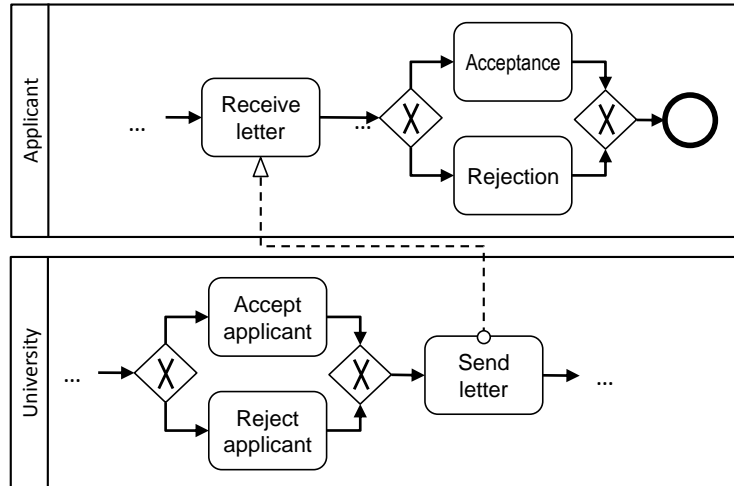 Applicant
...
Receive
letter
...
X
Acceptance
Rejection
X
University
...
X
Accept
applicant
Reject
applicant
X
Send
letter
...